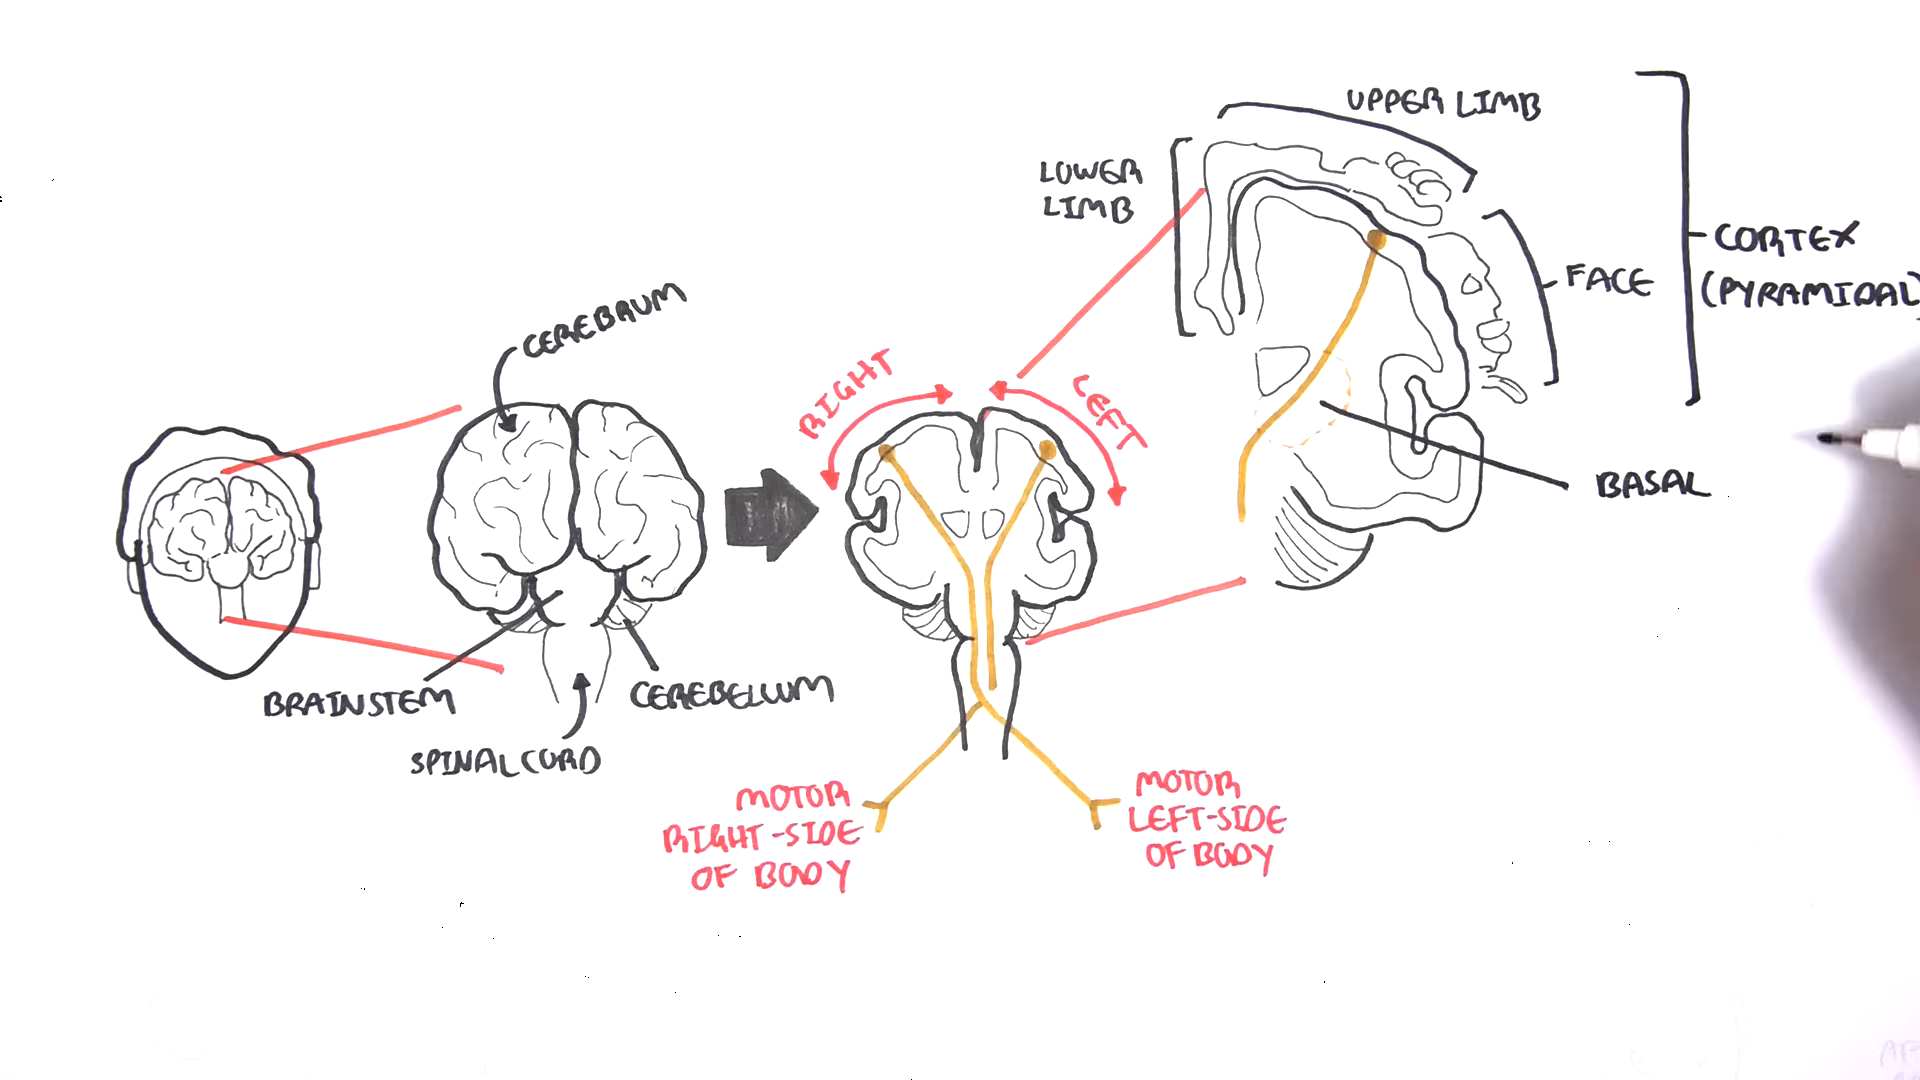 UPPER LIMB
LOWER
LIMB
CORTEX
(PYRAMIDAL)
FACE
CEREBRUM
RIGHT
LEFT
BASAL
BRAINSTEM
CEREBELLUM
SPINAL CORD
MOTOR
RIGHT-SIDE
OF BODY
MOTOR
LEFT-SIDE
OF BODY